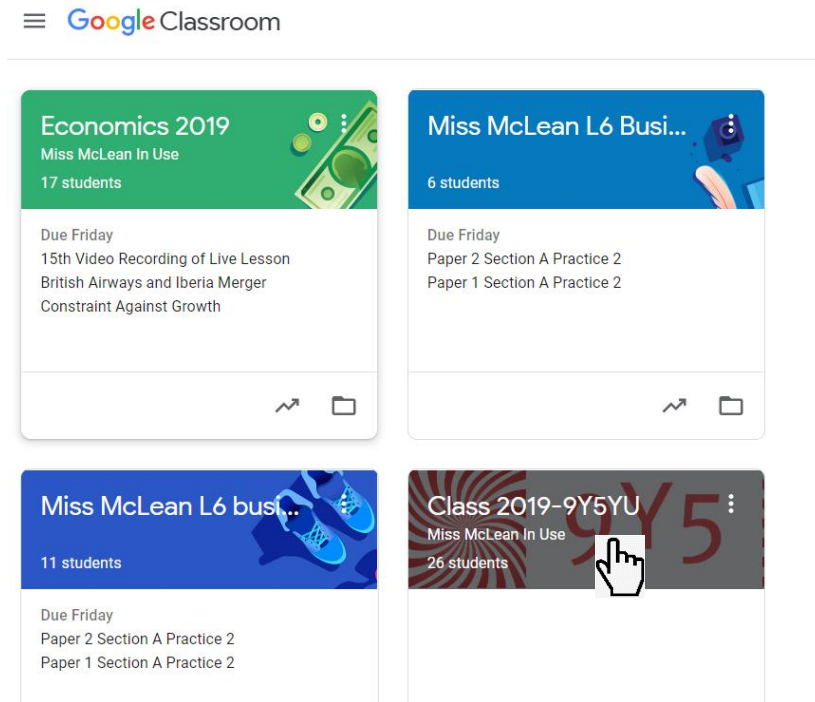 Google Classroom
Economics 2019
Miss McLean In Use
17 students
Due Friday
15th Video Recording of Live Lesson
British Airways and Iberia Merger
Constraint Against Growth
Miss McLean L6 Busi...
6 students
Due Friday
Paper 2 Section A Practice 2
Paper 1 Section A Practice 2
Miss McLean L6 busi...
11 students
Due Friday
Paper 2 Section A Practice 2
Paper 1 Section A Practice 2
Class 2019-9Y5YU
Miss McLean In Use
26 students
9Y5